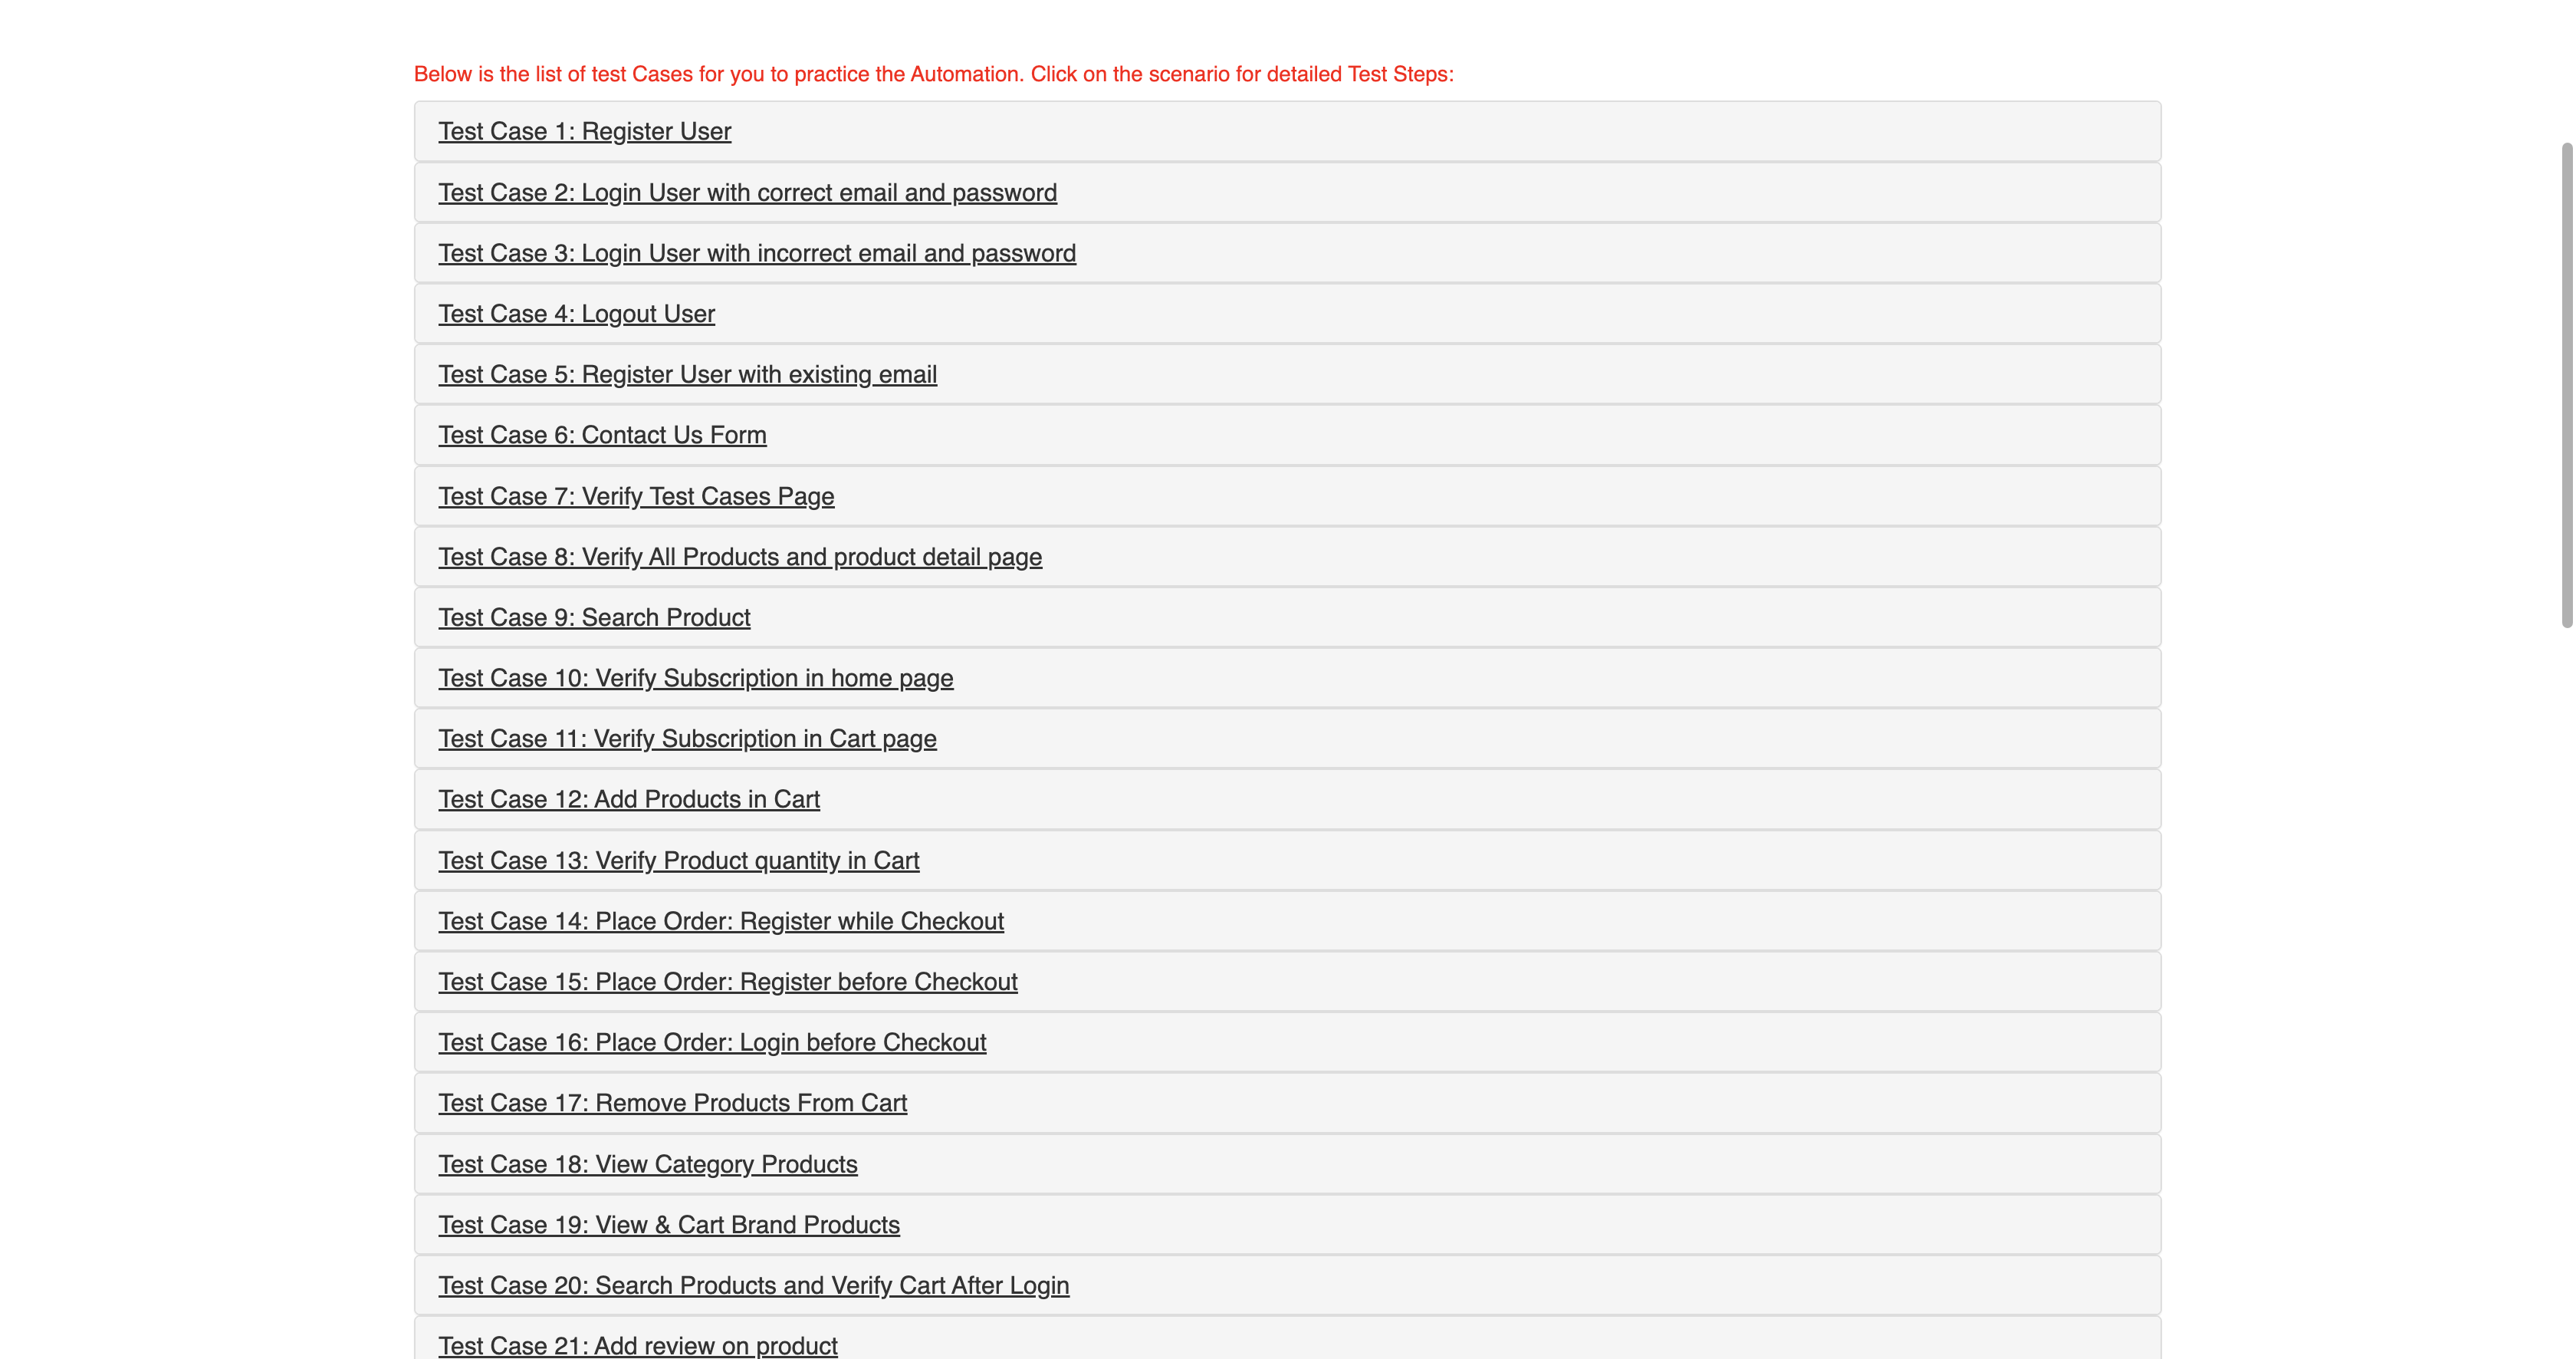 Below is the list of test Cases for you to practice the Automation. Click on the scenario for detailed Test Steps:
Test Case 1: Register User
Test Case 2: Login User with correct email and password
Test Case 3: Login User with incorrect email and password
Test Case 4: Logout User
Test Case 5: Register User with existing email
Test Case 6: Contact Us Form
Test Case 7: Verify Test Cases Page
Test Case 8: Verify All Products and product detail page
Test Case 9: Search Product
Test Case 10: Verify Subscription in home page
Test Case 11: Verify Subscription in Cart page
Test Case 12: Add Products in Cart
Test Case 13: Verify Product quantity in Cart
Test Case 14: Place Order: Register while Checkout
Test Case 15: Place Order: Register before Checkout
Test Case 16: Place Order: Login before Checkout
Test Case 17: Remove Products From Cart
Test Case 18: View Category Products
Test Case 19: View & Cart Brand Products
Test Case 20: Search Products and Verify Cart After Login
Test Case 21: Add review on product